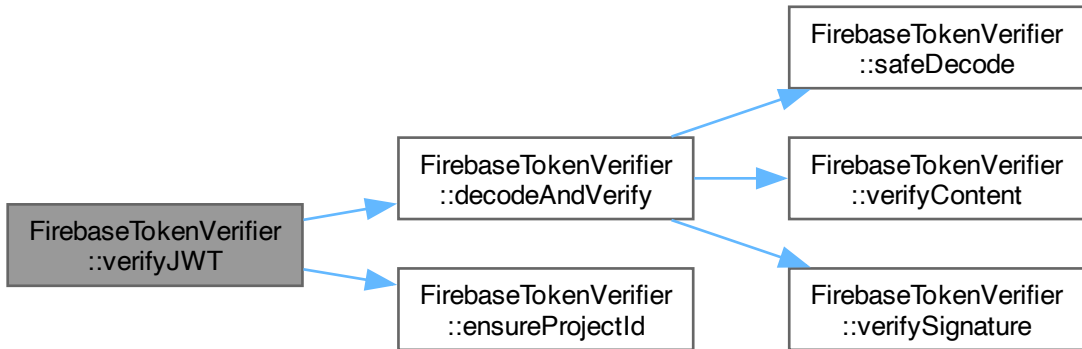 FirebaseTokenVerifier
::verifyJWT
FirebaseTokenVerifier
::decodeAndVerify
FirebaseTokenVerifier
::ensureProjectId
FirebaseTokenVerifier
::safeDecode
FirebaseTokenVerifier
::verifyContent
FirebaseTokenVerifier
::verifySignature